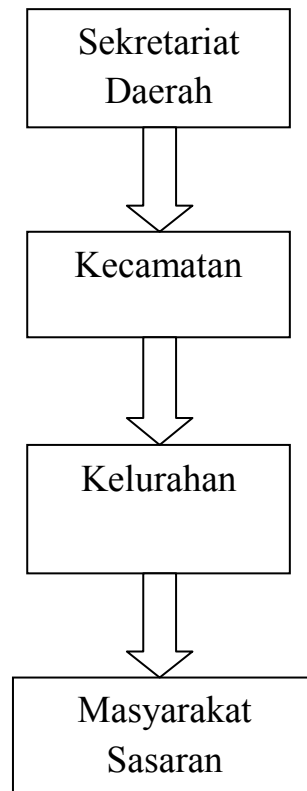 Sekretariat
Daerah
Kecamatan
Kelurahan
Masyarakat
Sasaran